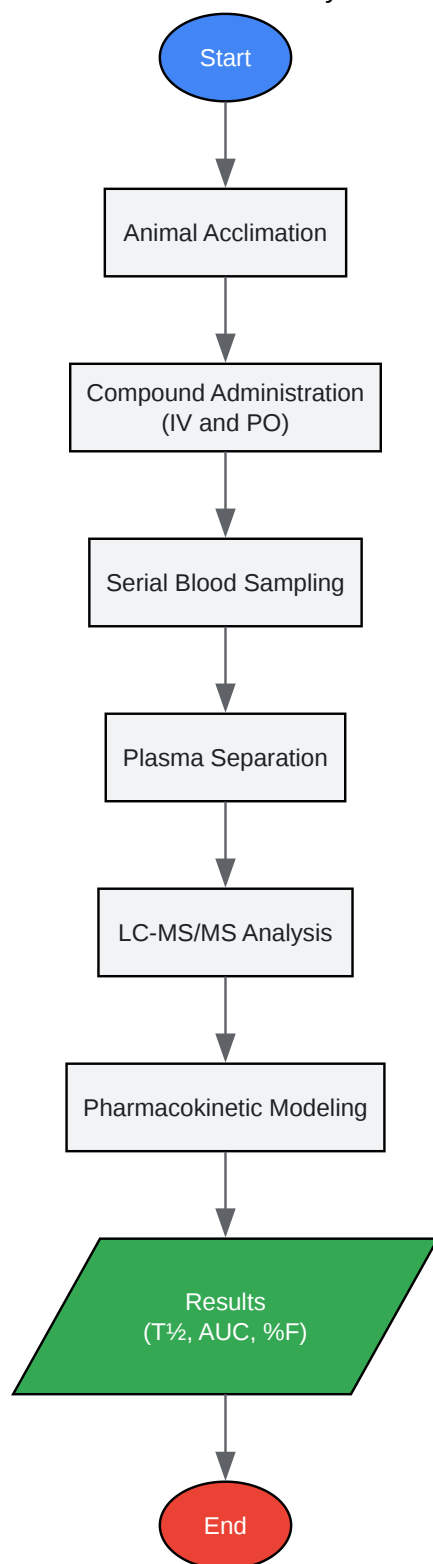 Start
Animal Acclimation
Compound Administration
(IV and PO)
Serial Blood Sampling
Plasma Separation
LC-MS/MS Analysis
Pharmacokinetic Modeling
Results
(T½, AUC, %F)
End